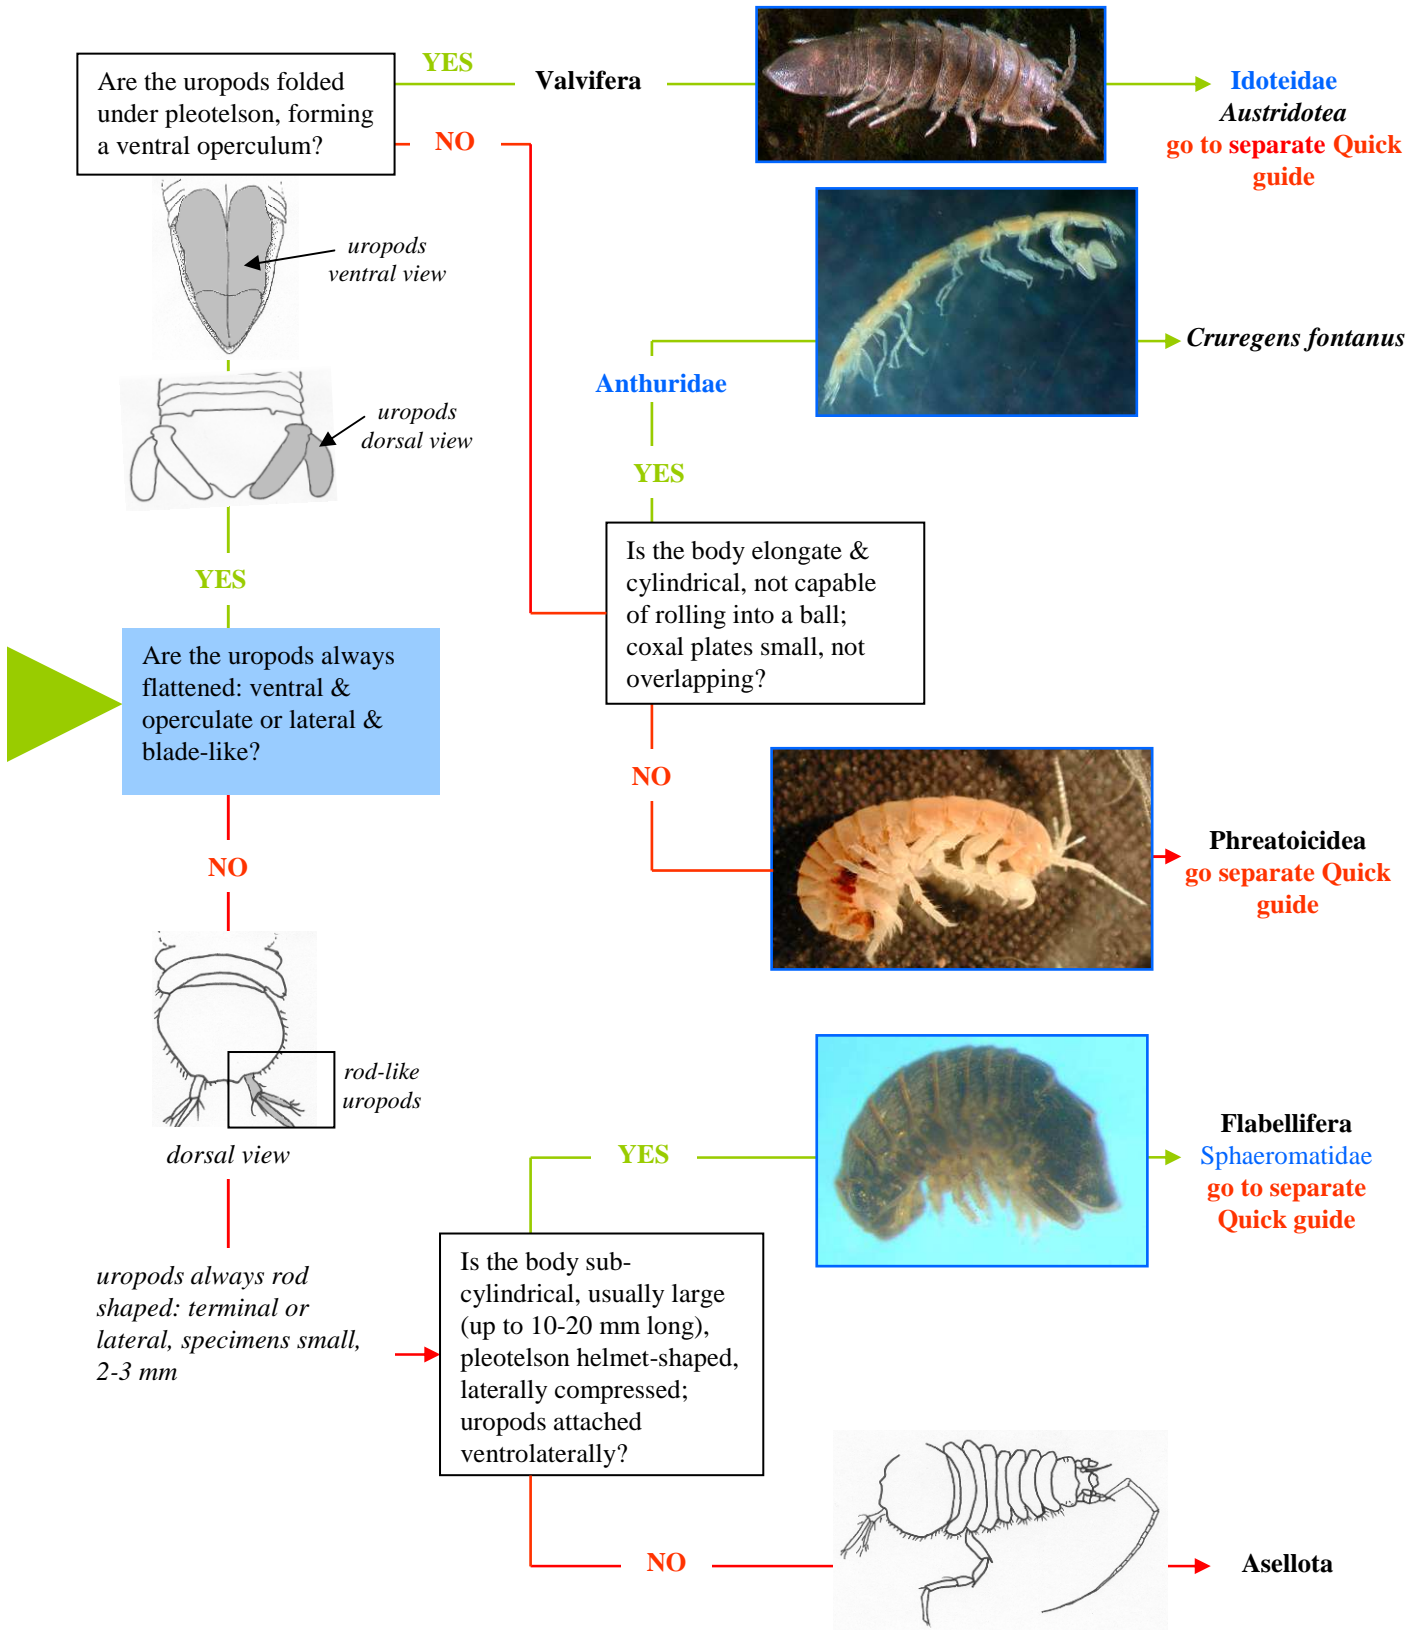 Are the uropods folded
under pleotelson, forming
a ventral operculum?
YES
Valvifera
Idoteidae
Austridotea
go to separate Quick
guide
NO
uropods
ventral view
uropods
dorsal view
Anthuridae
Cruregens fontanus
YES
Is the body elongate &
cylindrical, not capable
of rolling into a ball;
coxal plates small, not
overlapping?
YES
Are the uropods always
flattened: ventral &
operculate or lateral &
blade-like?
NO
Phreatoicidea
go separate Quick
guide
NO
rod-like
uropods
dorsal view
uropods always rod
shaped: terminal or
lateral, specimens small,
2-3 mm
YES
Flabellifera
Sphaeromatidae
go to separate
Quick guide
Is the body sub-
cylindrical, usually large
(up to 10-20 mm long),
pleotelson helmet-shaped,
laterally compressed;
uropods attached
ventrolaterally?
NO
Asellota